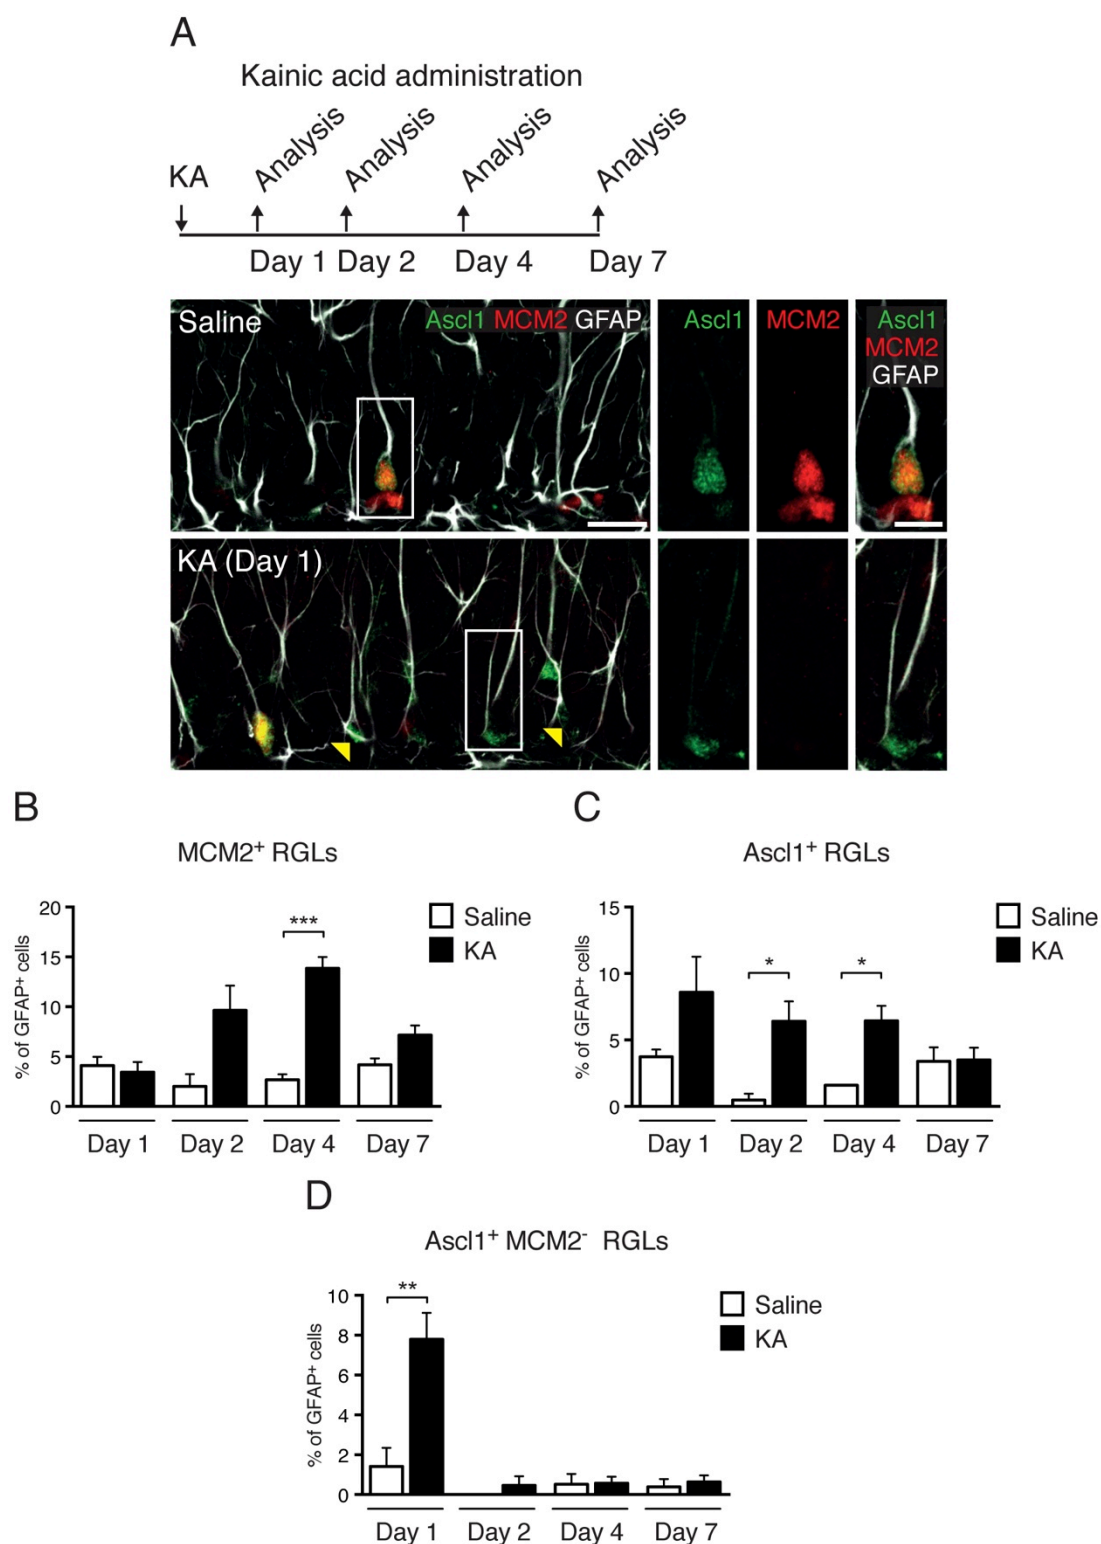 A
Kainic acid administration
KA Analysis Analysis Analysis Analysis
Day 1 Day 2 Day 4 Day 7
Saline Ascl1 MCM2 GFAP Ascl1 MCM2 Ascl1
MCM2
GFAP
KA (Day 1)
B
MCM2+ RGLs
% of GFAP+ cells
20
15
10
5
0
***
Saline
KA
Day 1 Day 2 Day 4 Day 7
C
Ascl1+ RGLs
% of GFAP+ cells
15
10
5
0
* *
Saline
KA
Day 1 Day 2 Day 4 Day 7
D
Ascl1+ MCM2- RGLs
% of GFAP+ cells
10
8
6
4
2
0
**
Saline
KA
Day 1 Day 2 Day 4 Day 7